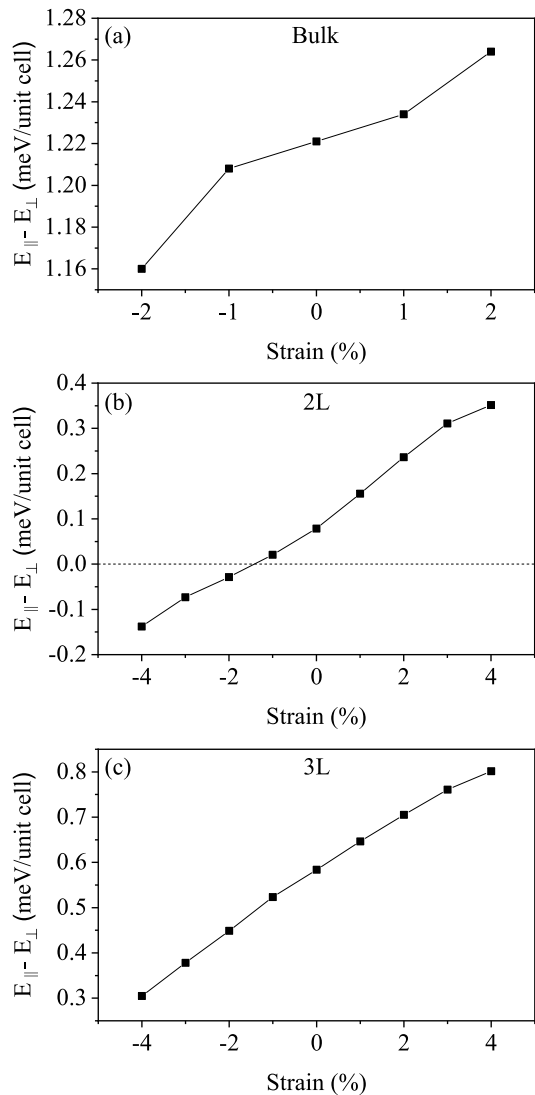 (a) Bulk
1.28
1.26
1.24
1.22
1.20
1.18
1.16
E ∥ - E ⊥ (meV/unit cell)
-2 -1 0 1 2
Strain (%)
(b) 2L
0.4
0.3
0.2
0.1
0.0
-0.1
-0.2
E ∥ - E ⊥ (meV/unit cell)
-4 -2 0 2 4
Strain (%)
(c) 3L
0.8
0.7
0.6
0.5
0.4
0.3
E ∥ - E ⊥ (meV/unit cell)
-4 -2 0 2 4
Strain (%)